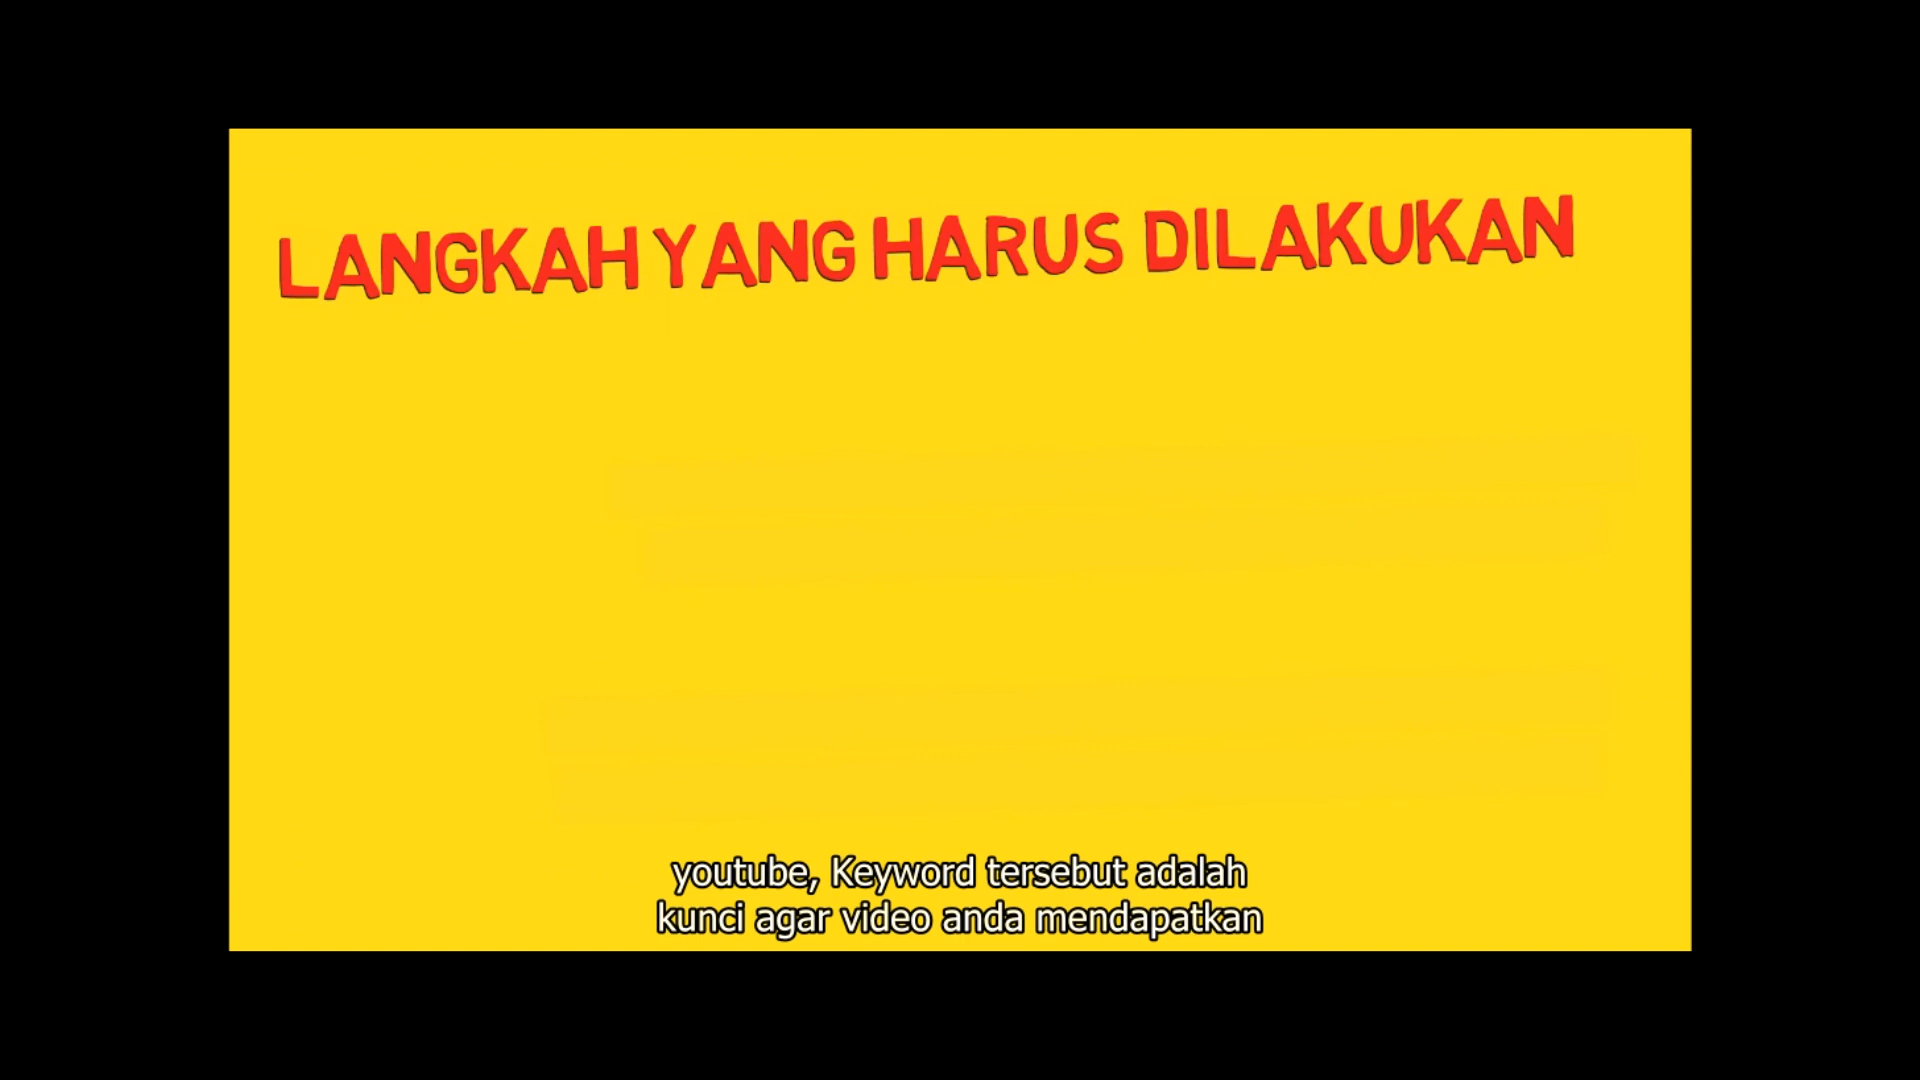 LANGKAH YANG HARUS DILAKUKAN
youtube, Keyword tersebut adalah
kunci agar video anda mendapatkan